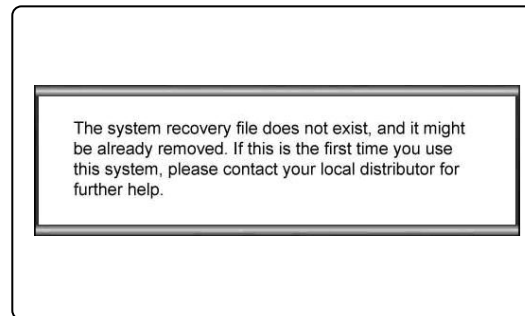 The system recovery file does not exist, and it might
be already removed. If this is the first time you use
this system, please contact your local distributor for
further help.